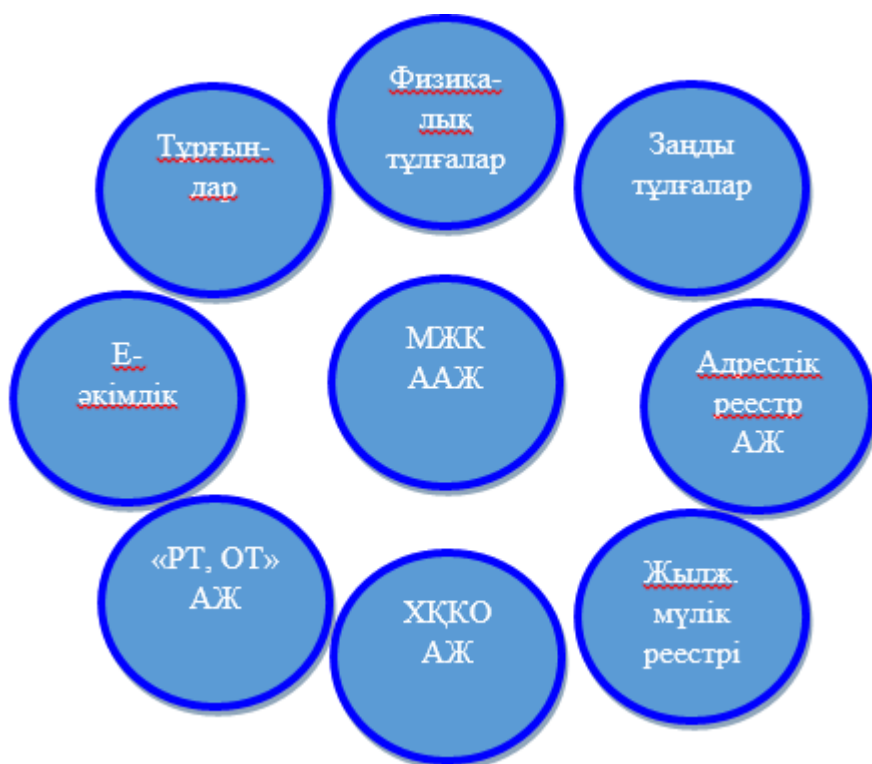 Физика-
лық
тұлғалар
Тұрғын-
лар
Заңды
тұлғалар
Е-
әкімдік
МЖК
ААЖ
Адрестік
реестр
АЖ
«РТ, ОТ»
АЖ
ХҚКО
АЖ
Жылж.
мүлік
реестрі